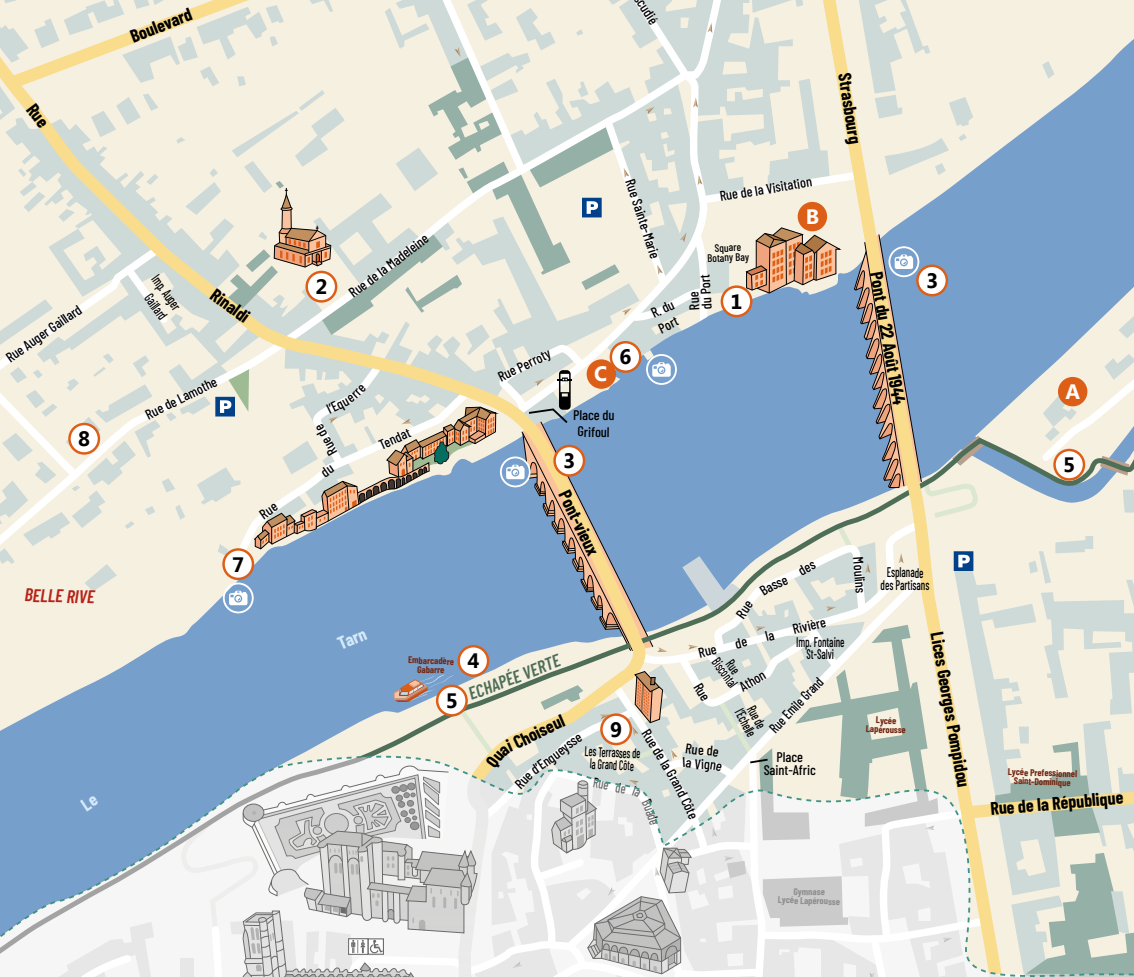 Boulevard
Rue
Strasbourg
Rue de la Visitation
P
B
Rue Sainte-Marie
Square
Botany Bay
2
Rue de la Madeleine
3
Imp. Auger
Gaillard
Rinaldi
Rue
du Port
1
R. du
Port
Pont du 22 Août 1944
Rue Auger Gaillard
Rue Perroty
6
C
A
Rue de Lamothe
P
Rue de
l'Equerre
Place du
Grifoul
8
Rue
du
Tendat
3
5
Pont-vieux
7
P
BELLE RIVE
Rue
Basse
des
Moulins
Esplanade
des Partisans
Le
Tarn
Rue
de
la
Rivière
Imp. Fontaine
St-Salvi
Embarcadère
Gabarre
4
5
ECHAPÉE VERTE
Rue
Biscontal
Rue
Athon
Rue de
l'Echelle
Rue Emile Grand
Lices Georges Pompidou
Lycée
Lapérousse
Quai Choiseul
9
Les Terrasses de
la Grand Côte
Rue d'Engueysse
Rue de la Grand Côte
Rue de
la Vigne
Place
Saint-Afric
Lycée Prefessionnel
Saint-Dominique
Rue de la République
Gymnase
Lycée Lapérousse